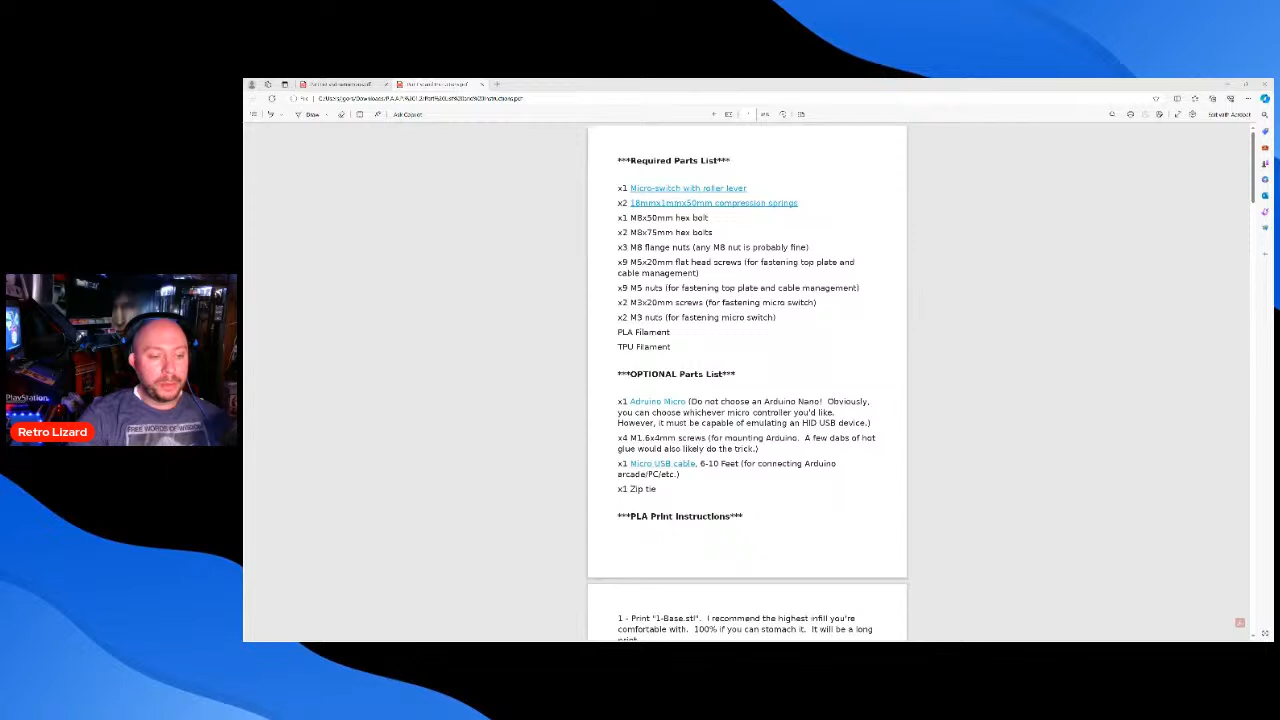 Draw
Ask Copilot
***Required Parts List***
x1 Micro-switch with roller lever
x2 18mmx1mmx50mm compression springs
x1 M8x50mm hex bolt
x2 M8x75mm hex bolts
x3 M8 flange nuts (any M8 nut is probably fine)
x9 M5x20mm flat head screws (for fastening top plate and
cable management)
x9 M5 nuts (for fastening top plate and cable management)
x2 M3x20mm screws (for fastening micro switch)
x2 M3 nuts (for fastening micro switch)
PLA Filament
TPU Filament
***OPTIONAL Parts List***
x1 Adruino Micro (Do not choose an Arduino Nano!  Obviously,
you can choose whichever micro controller you'd like.
However, it must be capable of emulating an HID USB device.)
x4 M1.6x4mm screws (for mounting Arduino.  A few dabs of hot
glue would also likely do the trick.)
x1 Micro USB cable, 6-10 Feet (for connecting Arduino
arcade/PC/etc.)
x1 Zip tie
***PLA Print Instructions***
1 - Print "1-Base.stl".  I recommend the highest infill you're
comfortable with.  100% if you can stomach it.  It will be a long
PlayStation
FREE WORDS OF WISDOM
Retro Lizard